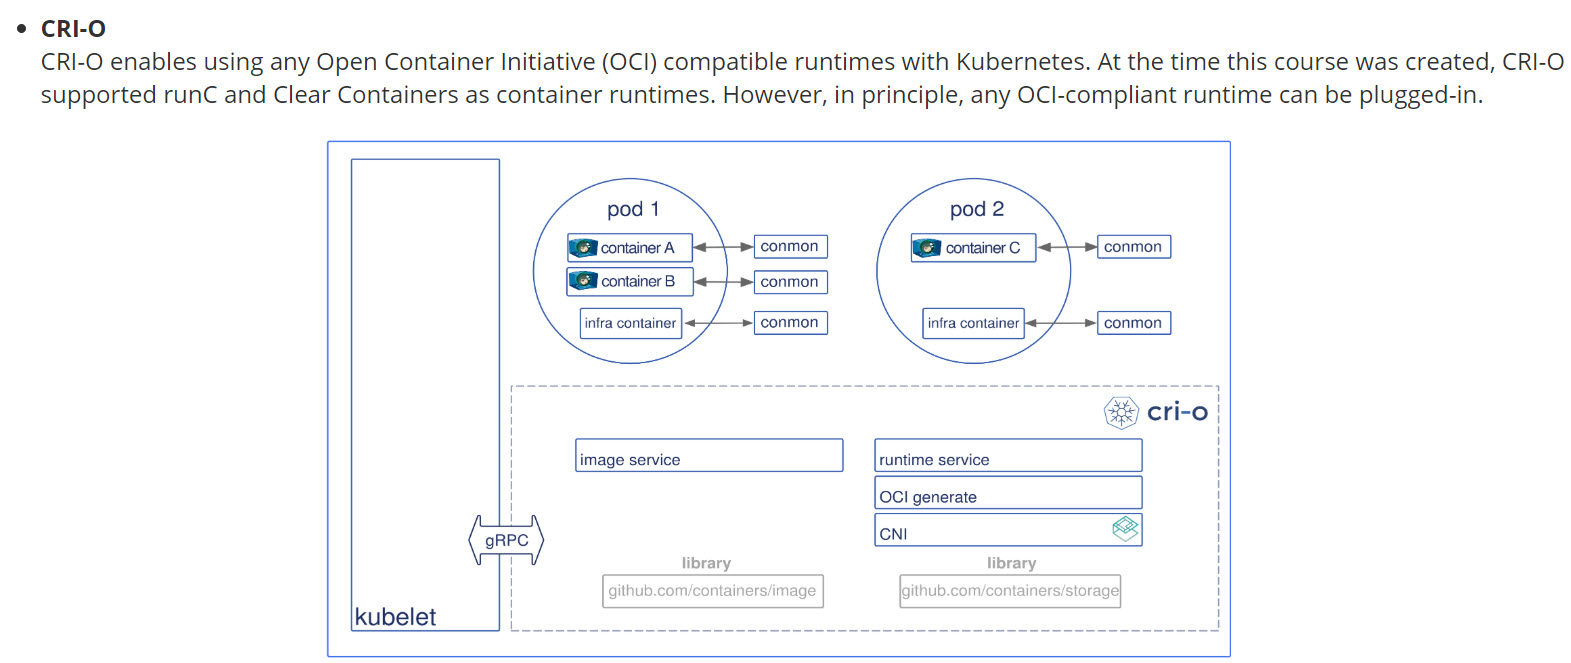 CRI-O
CRI-O enables using any Open Container Initiative (OCI) compatible runtimes with Kubernetes. At the time this course was created, CRI-O
supported runC and Clear Containers as container runtimes. However, in principle, any OCI-compliant runtime can be plugged-in.
pod 1
container A
conmon
container B
conmon
infra container
conmon
pod 2
container C
conmon
infra container
conmon
cri-o
image service
runtime service
OCI generate
CNI
gRPC
library
github.com/containers/image
library
github.com/containers/storage
kubelet